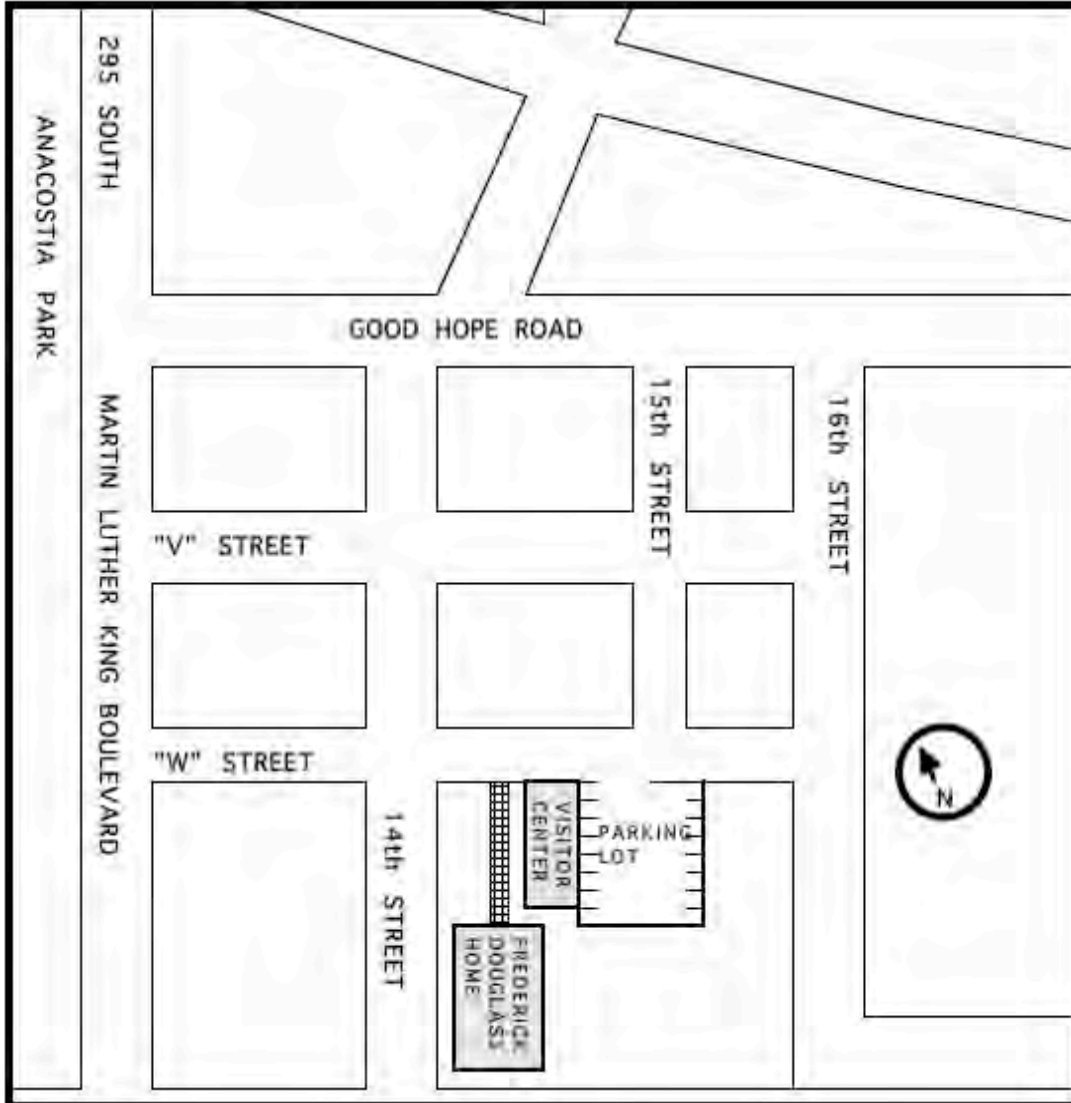 295 SOUTH
ANACOSTIA PARK
GOOD HOPE ROAD
MARTIN LUTHER KING BOULEVARD
15th STREET
16th STREET
"V" STREET
"W" STREET
14th STREET
VISITOR
CENTER
PARKING
LOT
FREDERICK
DOUGLASS
HOME
N